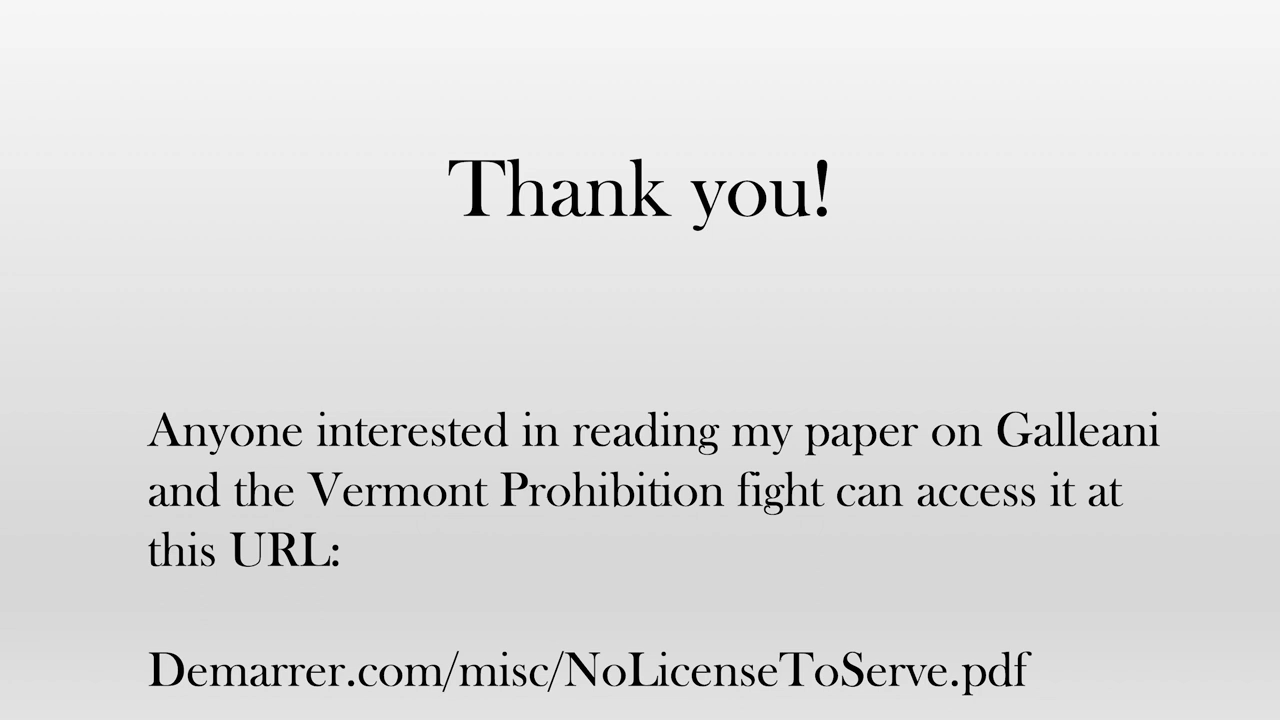 Thank you!
Anyone interested in reading my paper on Galleani
and the Vermont Prohibition fight can access it at
this URL:
Demarrer.com/misc/NoLicenseToServe.pdf